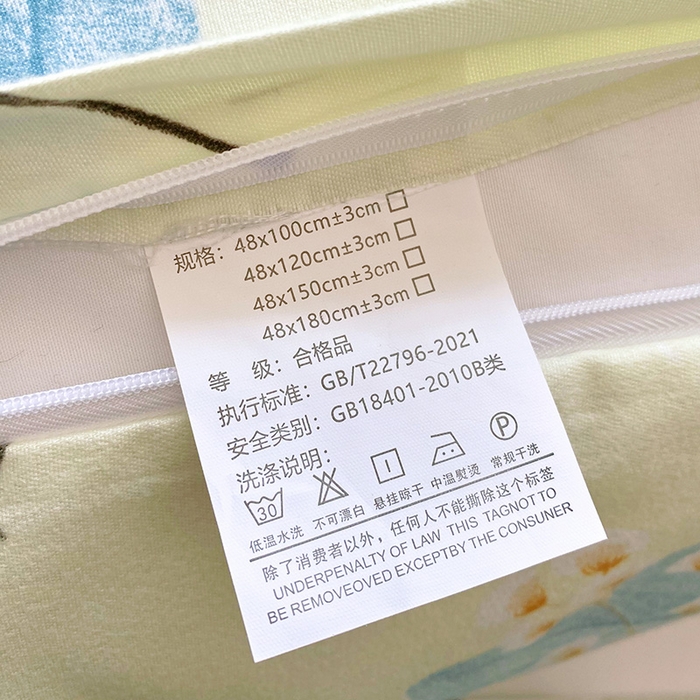 规格：48x100cm±3cm
48x120cm±3cm
48x150cm±3cm
48x180cm±3cm
等 级：合格品
执行标准：GB/T22796-2021
安全类别：GB18401-2010B类
洗涤说明：
30
P
低温水洗 不可漂白 悬挂晾干 中温熨烫 常规干洗
除了消费者以外，任何人不能撕除这个标签
UNDERPENALTY OF LAW THIS TAGNOT TO
BE REMOVEOVED EXCEPTBY THE CONSUNER